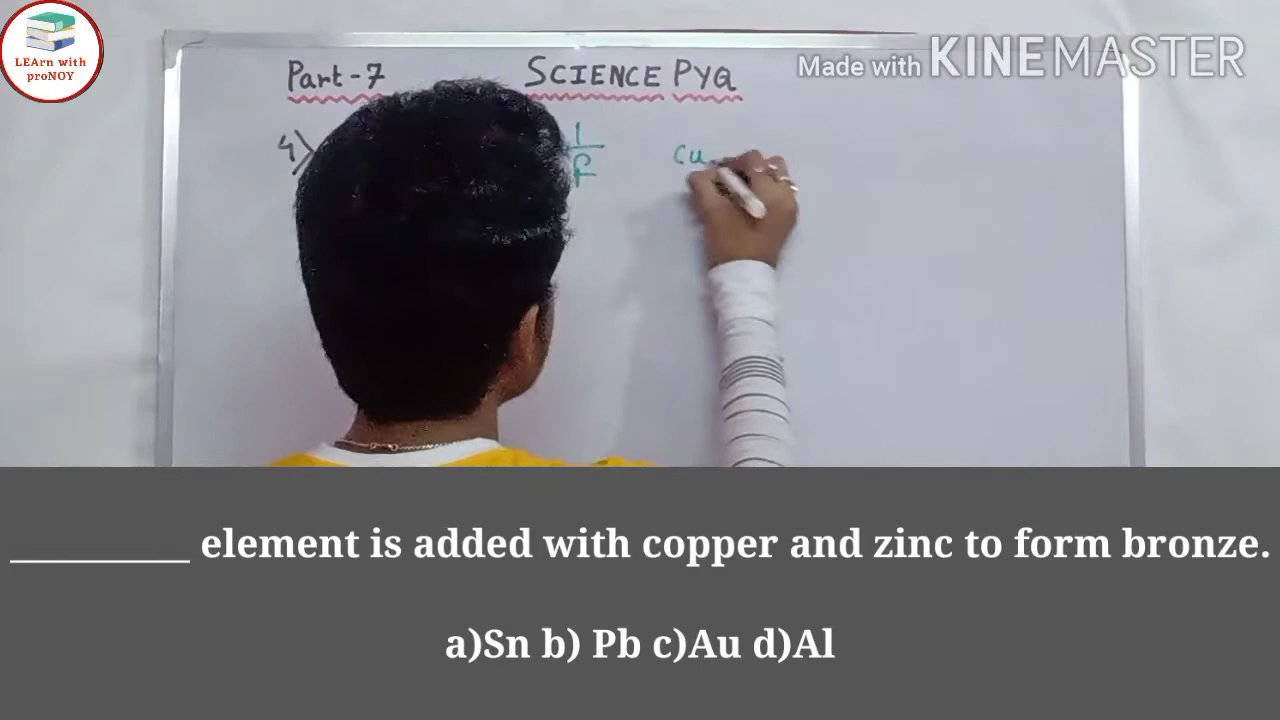 LEArn with
proNOY
Made with KINEMASTER
Part-7 SCIENCE PYQ
4)
1
f
Cu
__________ element is added with copper and zinc to form bronze.
a)Sn b) Pb c)Au d)Al